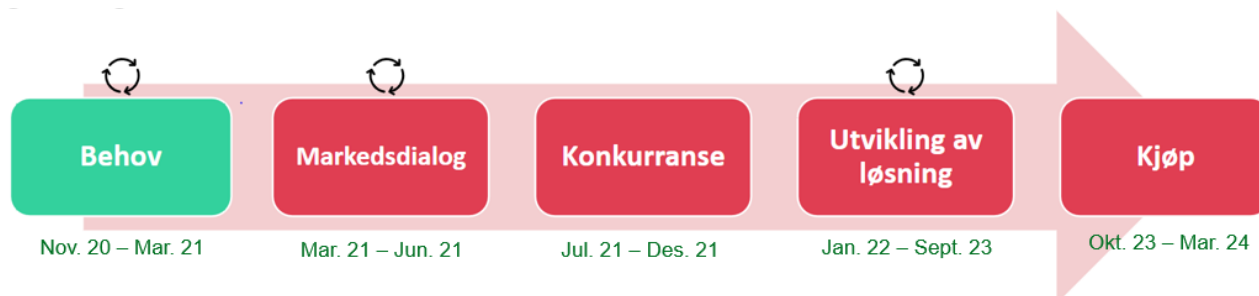 Behov
Markedsdialog
Konkurranse
Utvikling av
løsning
Kjøp
Nov. 20 – Mar. 21
Mar. 21 – Jun. 21
Jul. 21 – Des. 21
Jan. 22 – Sept. 23
Okt. 23 – Mar. 24